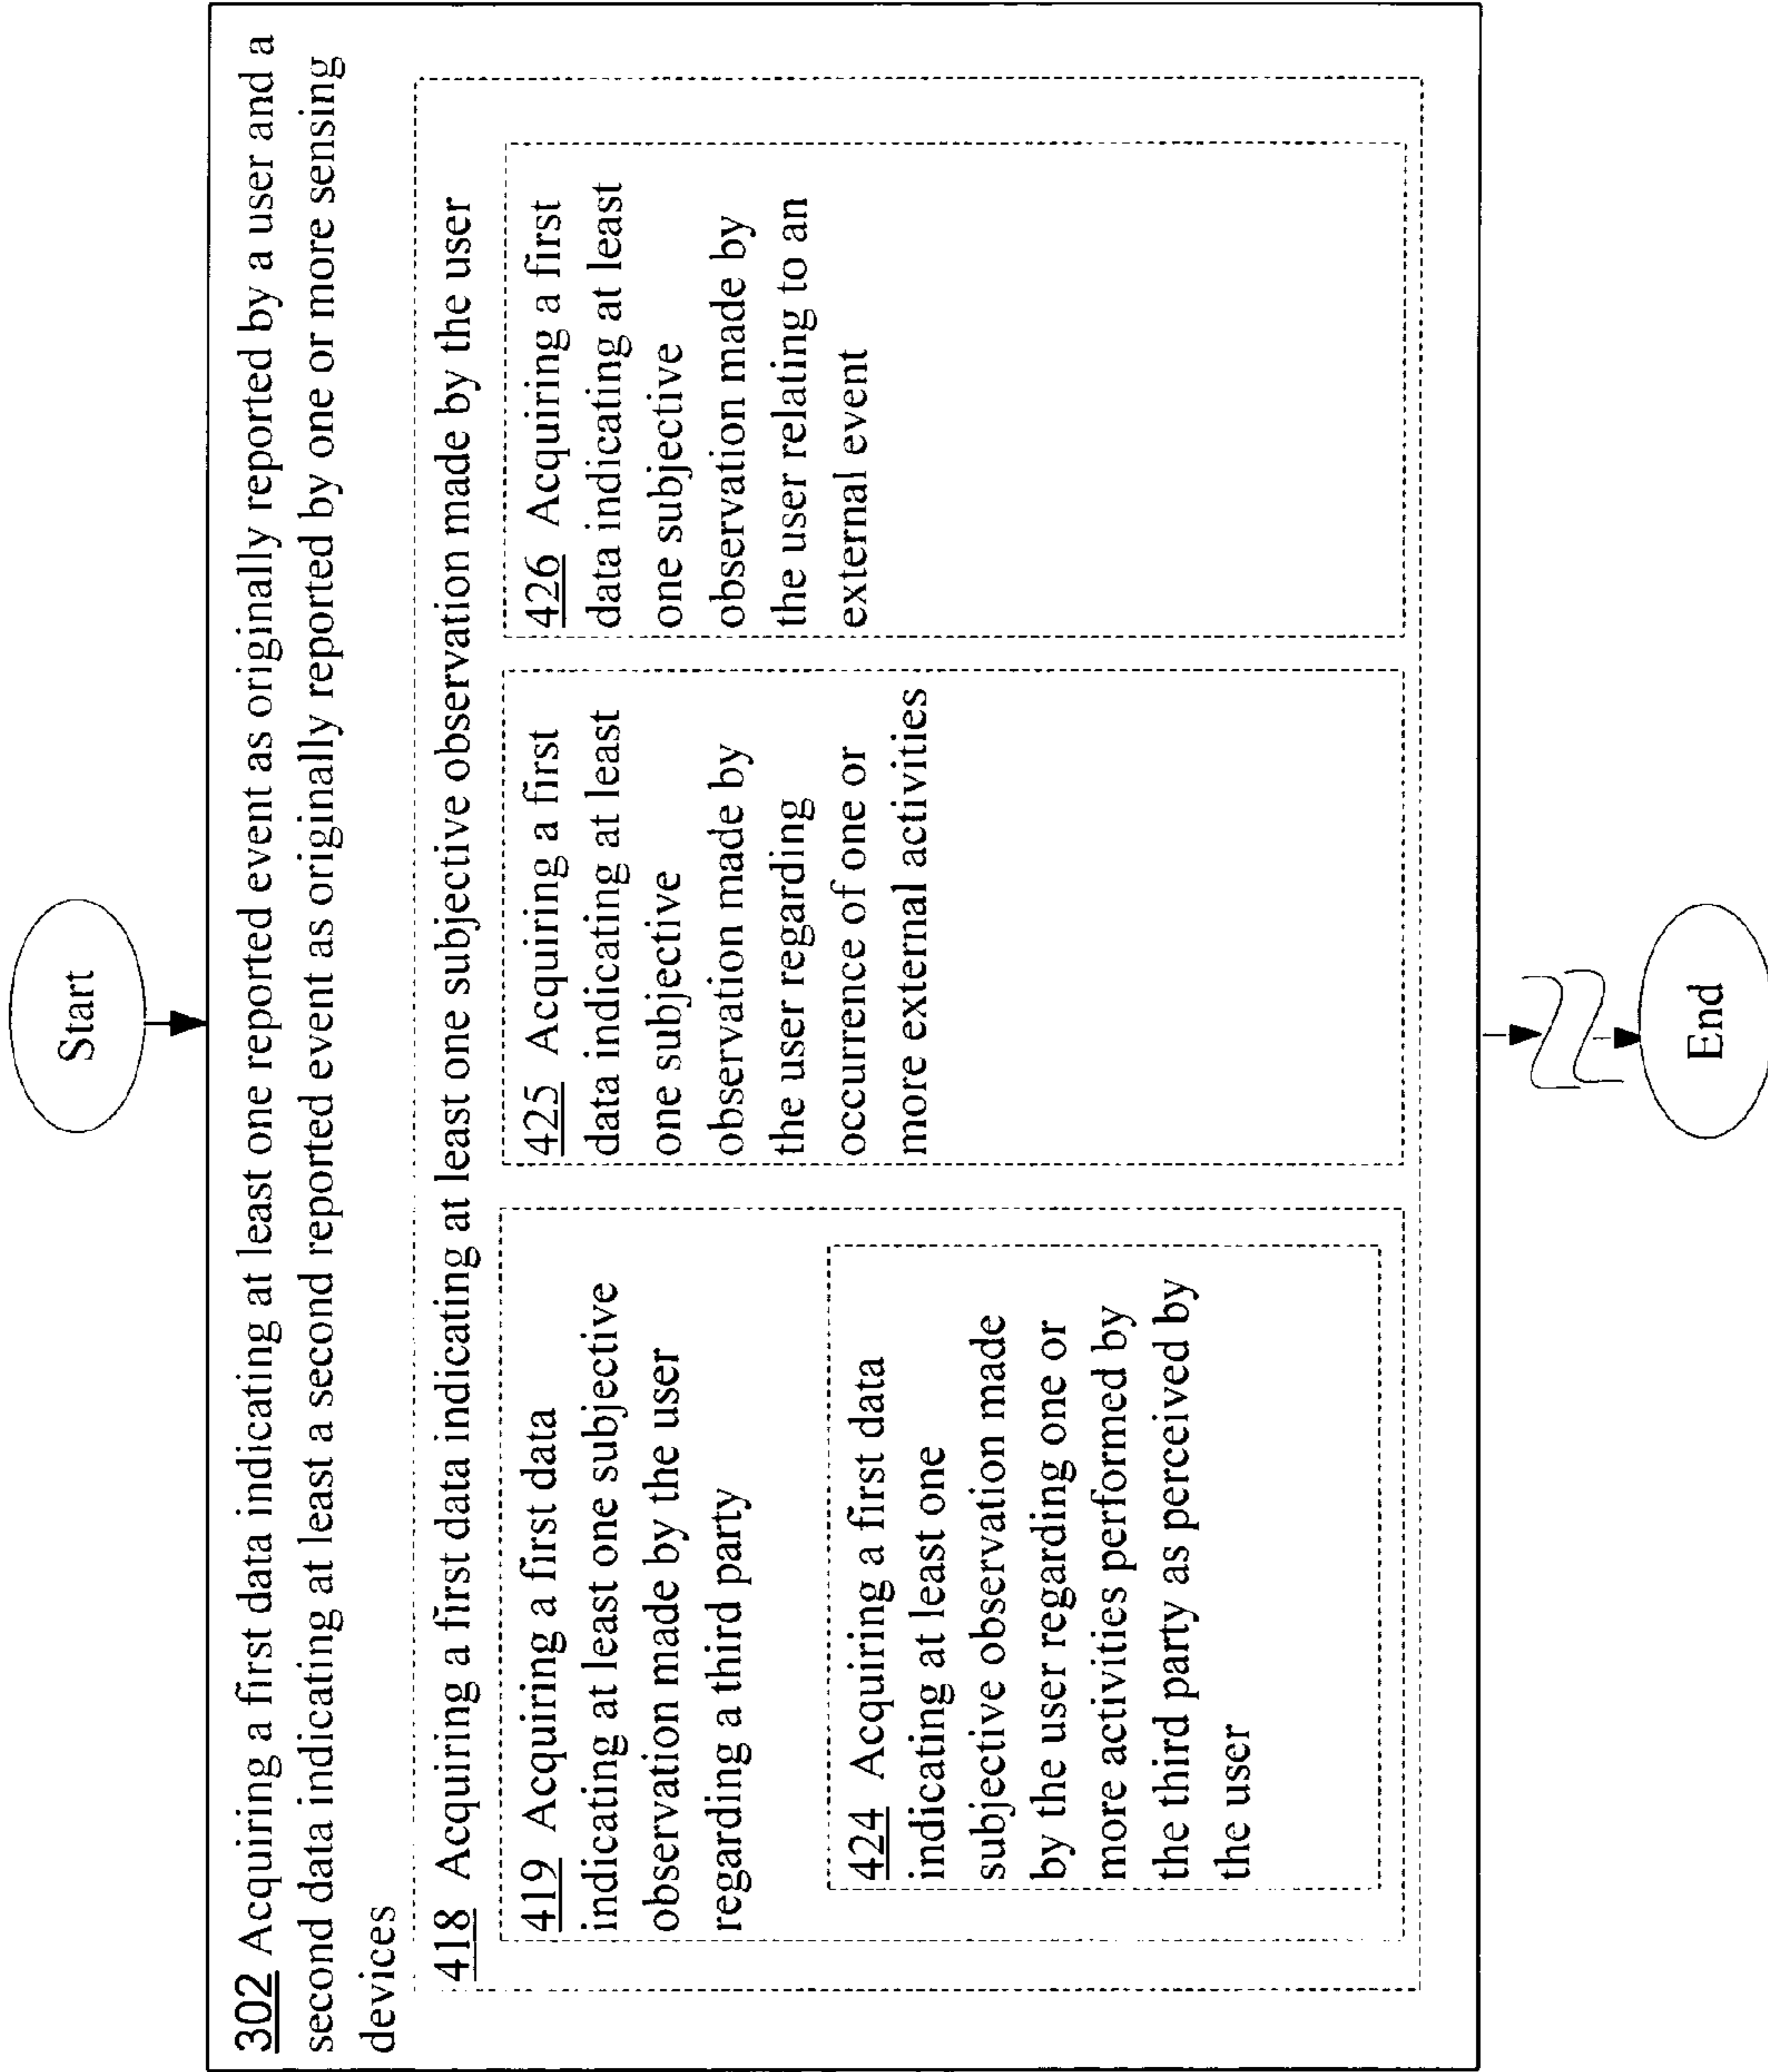 Start
302 Acquiring a first data indicating at least one reported event as originally reported by a user and a
second data indicating at least a second reported event as originally reported by one or more sensing
devices
418 Acquiring a first data indicating at least one subjective observation made by the user
419 Acquiring a first data
indicating at least one subjective
observation made by the user
regarding a third party
424 Acquiring a first data
indicating at least one
subjective observation made
by the user regarding one or
more activities performed by
the third party as perceived by
the user
425 Acquiring a first
data indicating at least
one subjective
observation made by
the user regarding
occurrence of one or
more external activities
426 Acquiring a first
data indicating at least
one subjective
observation made by
the user relating to an
external event
End